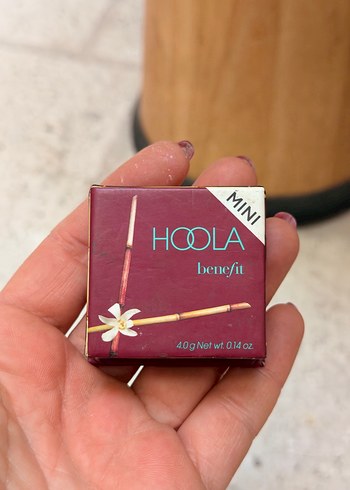 MINI
HOOLA
benefit
4.0 g Net wt. 0.14 oz.